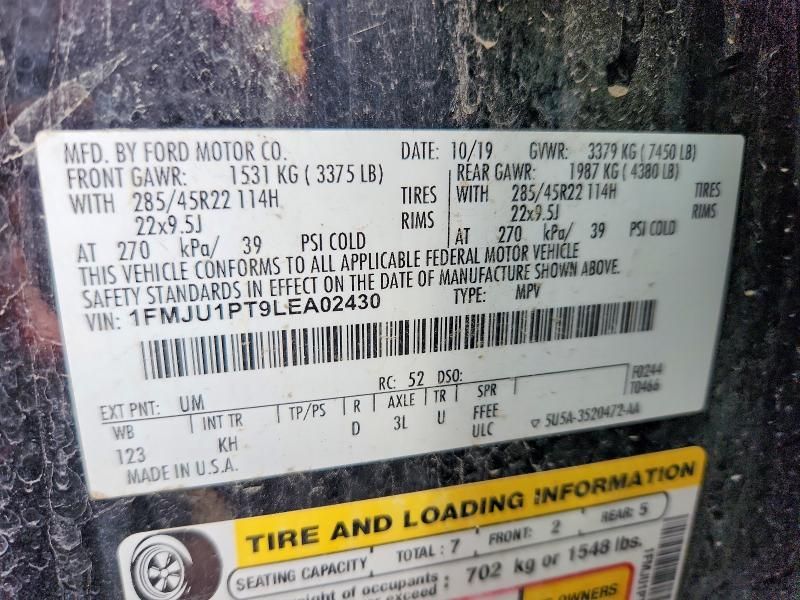 MFD. BY FORD MOTOR CO. DATE: 10/19 GVWR: 3379 KG ( 7450 LB)
FRONT GAWR: 1531 KG ( 3375 LB) REAR GAWR: 1987 KG ( 4380 LB)
WITH 285/45R22 114H TIRES WITH 285/45R22 114H TIRES
22x9.5J RIMS 22x9.5J RIMS
AT 270 kPa/ 39 PSI COLD AT 270 kPa/ 39 PSI COLD
THIS VEHICLE CONFORMS TO ALL APPLICABLE FEDERAL MOTOR VEHICLE
SAFETY STANDARDS IN EFFECT ON THE DATE OF MANUFACTURE SHOWN ABOVE.
VIN: 1FMJU1PT9LEA02430 TYPE: MPV
F0244
EXT PNT: UM RC: 52 DSO: T0466
WB INT TR TP/PS R AXLE TR SPR
123 KH D 3L U FFEE
ULC ▽ 5U5A-3520472-AA
MADE IN U.S.A.
TIRE AND LOADING INFORMATION
SEATING CAPACITY TOTAL : 7 FRONT: 2 REAR: 5
ight of occupants : 702 kg or 1548 lbs.
exceed
OWNERS